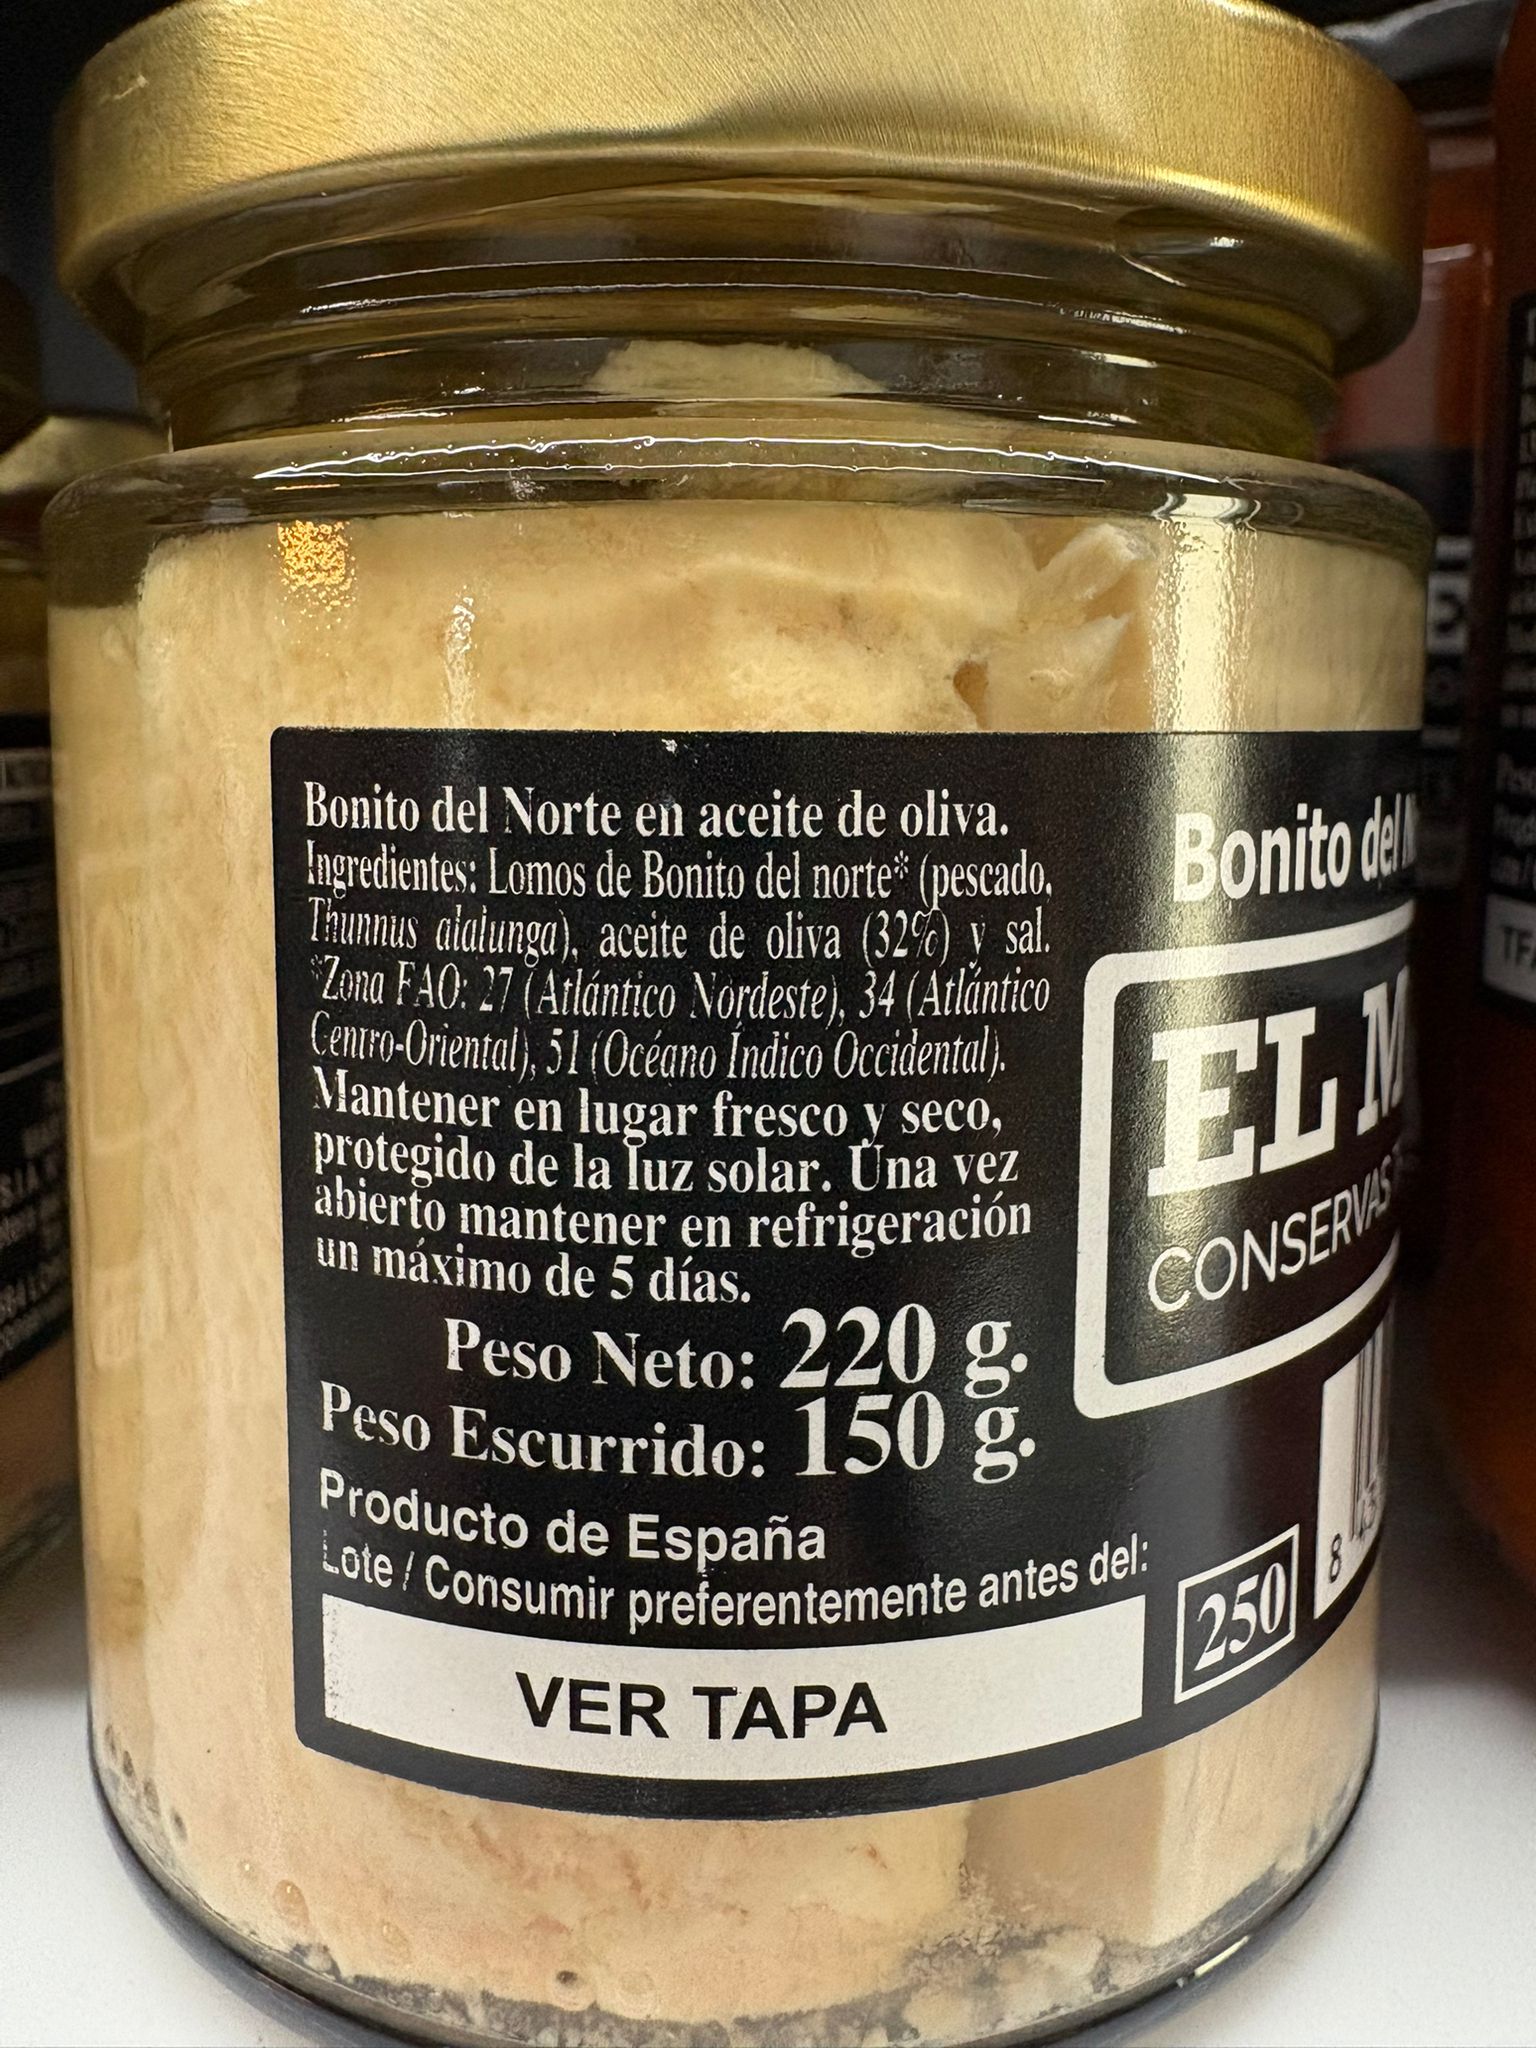 Bonito del Norte en aceite de oliva.
Ingredientes: Lomos de Bonito del norte* (pescado,
Thunnus alalunga), aceite de oliva (32%) y sal.
*Zona FAO: 27 (Atlántico Nordeste), 34 (Atlántico
Centro-Oriental), 51 (Océano Índico Occidental).
Mantener en lugar fresco y seco,
protegido de la luz solar. Una vez
abierto mantener en refrigeración
un máximo de 5 días.
Peso Neto: 220 g.
Peso Escurrido: 150 g.
Producto de España
Lote / Consumir preferentemente antes del:
VER TAPA
Bonito del
EL
CONSERVAS
250
8